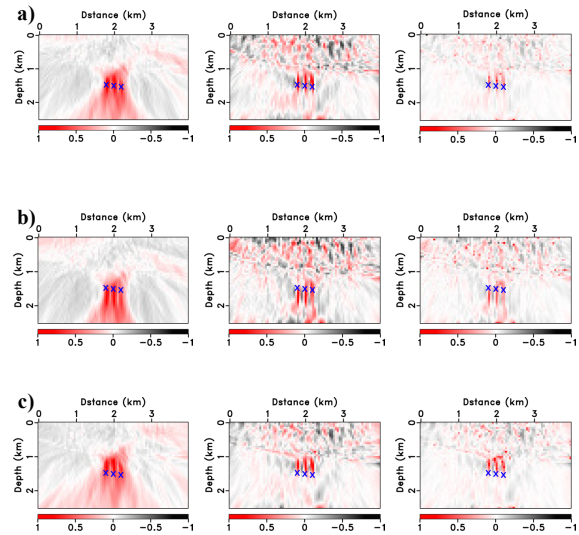 a)
Dstance (km) Dstance (km) Dstance (km)
0 1 2 3 0 1 2 3 0 1 2 3
Depth (km) Depth (km) Depth (km)
0 1 2 0 1 2 0 1 2
1 0.5 0 −0.5 −1 1 0.5 0 −0.5 −1 1 0.5 0 −0.5 −1
b)
Dstance (km) Dstance (km) Dstance (km)
0 1 2 3 0 1 2 3 0 1 2 3
Depth (km) Depth (km) Depth (km)
0 1 2 0 1 2 0 1 2
1 0.5 0 −0.5 −1 1 0.5 0 −0.5 −1 1 0.5 0 −0.5 −1
c)
Dstance (km) Dstance (km) Dstance (km)
0 1 2 3 0 1 2 3 0 1 2 3
Depth (km) Depth (km) Depth (km)
0 1 2 0 1 2 0 1 2
1 0.5 0 −0.5 −1 1 0.5 0 −0.5 −1 1 0.5 0 −0.5 −1